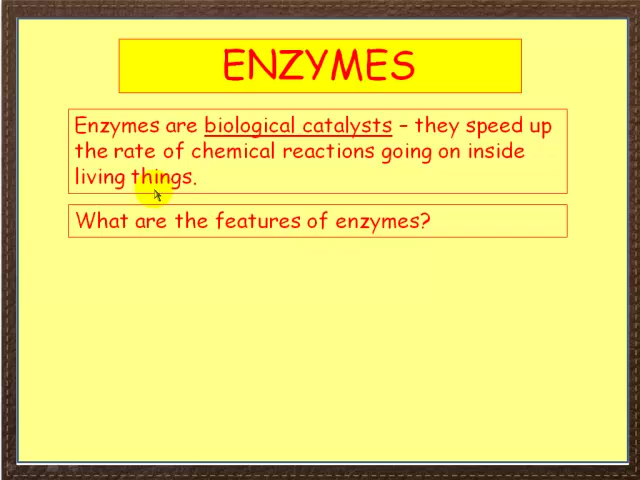 ENZYMES
Enzymes are biological catalysts – they speed up
the rate of chemical reactions going on inside
living things.
What are the features of enzymes?